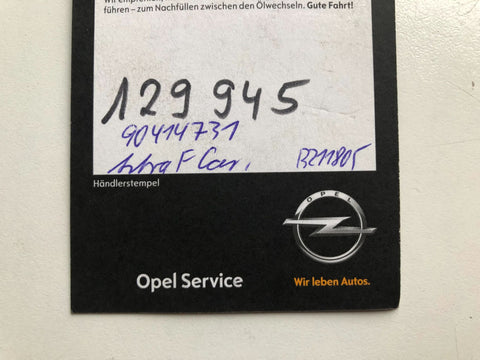 führen – zum Nachfüllen zwischen den Ölwechseln. Gute Fahrt!
129 945
90414731
Astra F Car.
B211805
Händlerstempel
OPEL
Opel Service
Wir leben Autos.